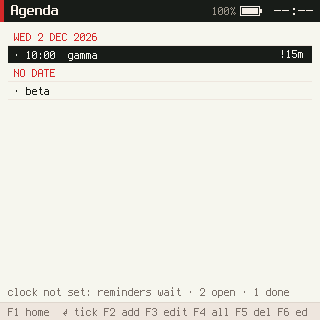 Agenda 100% --:--
WED 2 DEC 2026
· 10:00 gamma !15m
NO DATE
· beta
clock not set: reminders wait · 2 open · 1 done
F1 home ↲ tick F2 add F3 edit F4 all F5 del F6 ed